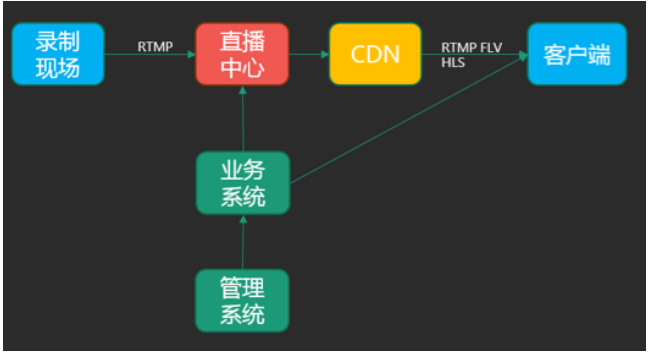 录制
现场
RTMP
直播
中心
CDN
RTMP FLV
HLS
客户端
业务
系统
管理
系统